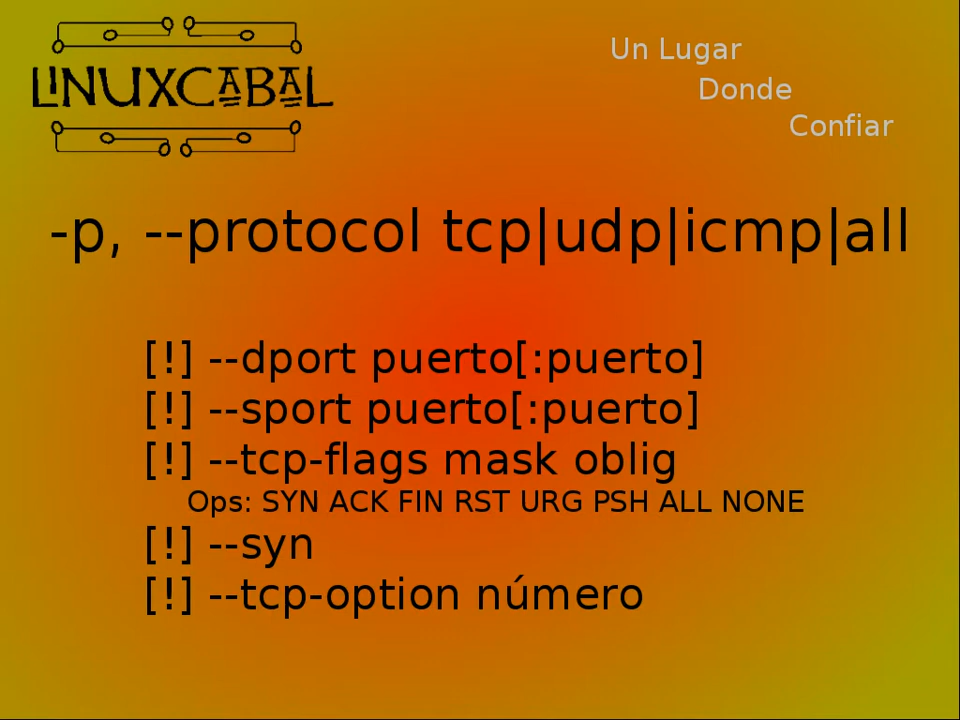 LINUXCABAL
Un Lugar
Donde
Confiar
-p, --protocol tcp|udp|icmp|all
[!] --dport puerto[:puerto]
[!] --sport puerto[:puerto]
[!] --tcp-flags mask oblig
Ops: SYN ACK FIN RST URG PSH ALL NONE
[!] --syn
[!] --tcp-option número